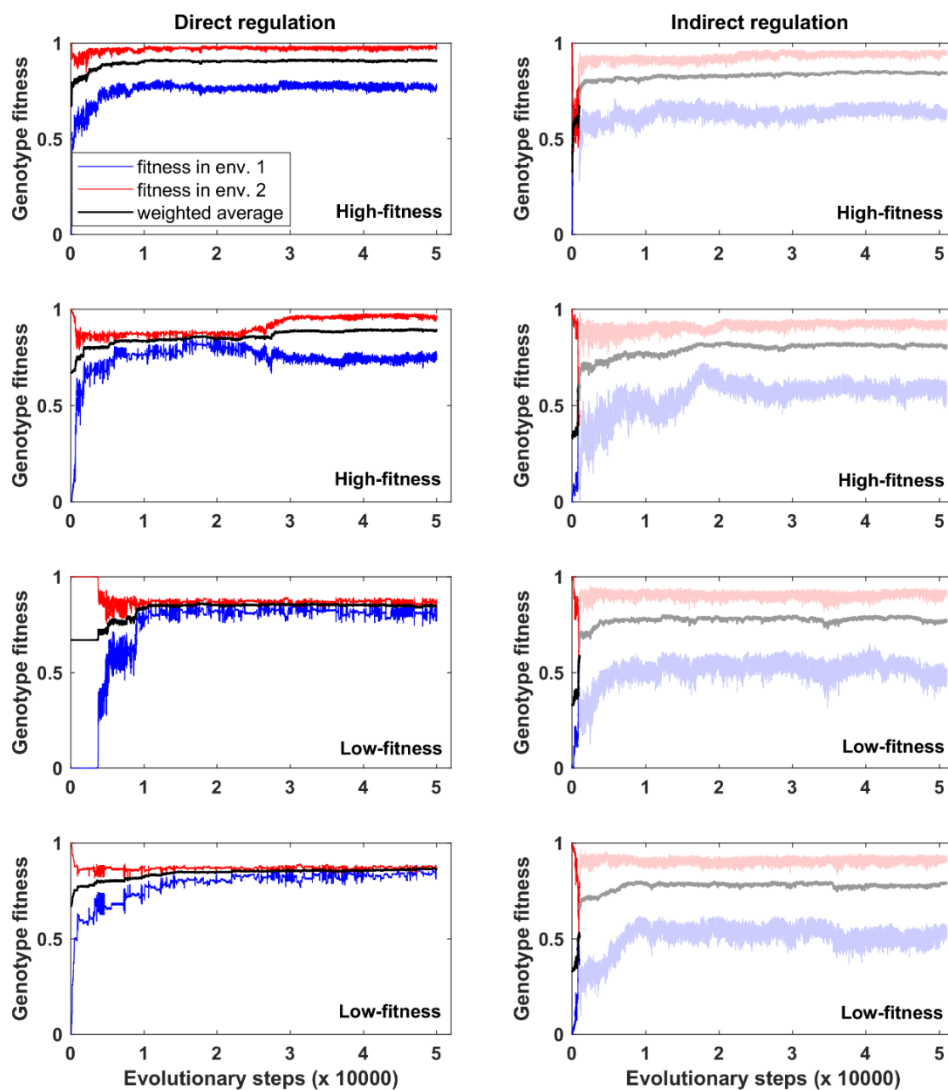 Direct regulation
Indirect regulation
1
0.5
0
Genotype fitness
fitness in env. 1
fitness in env. 2
weighted average
High-fitness
0 1 2 3 4 5
1
0.5
0
Genotype fitness
High-fitness
0 1 2 3 4 5
1
0.5
0
Genotype fitness
High-fitness
0 1 2 3 4 5
1
0.5
0
Genotype fitness
High-fitness
0 1 2 3 4 5
1
0.5
0
Genotype fitness
Low-fitness
0 1 2 3 4 5
1
0.5
0
Genotype fitness
Low-fitness
0 1 2 3 4 5
1
0.5
0
Genotype fitness
Low-fitness
0 1 2 3 4 5
Evolutionary steps (x 10000)
1
0.5
0
Genotype fitness
Low-fitness
0 1 2 3 4 5
Evolutionary steps (x 10000)